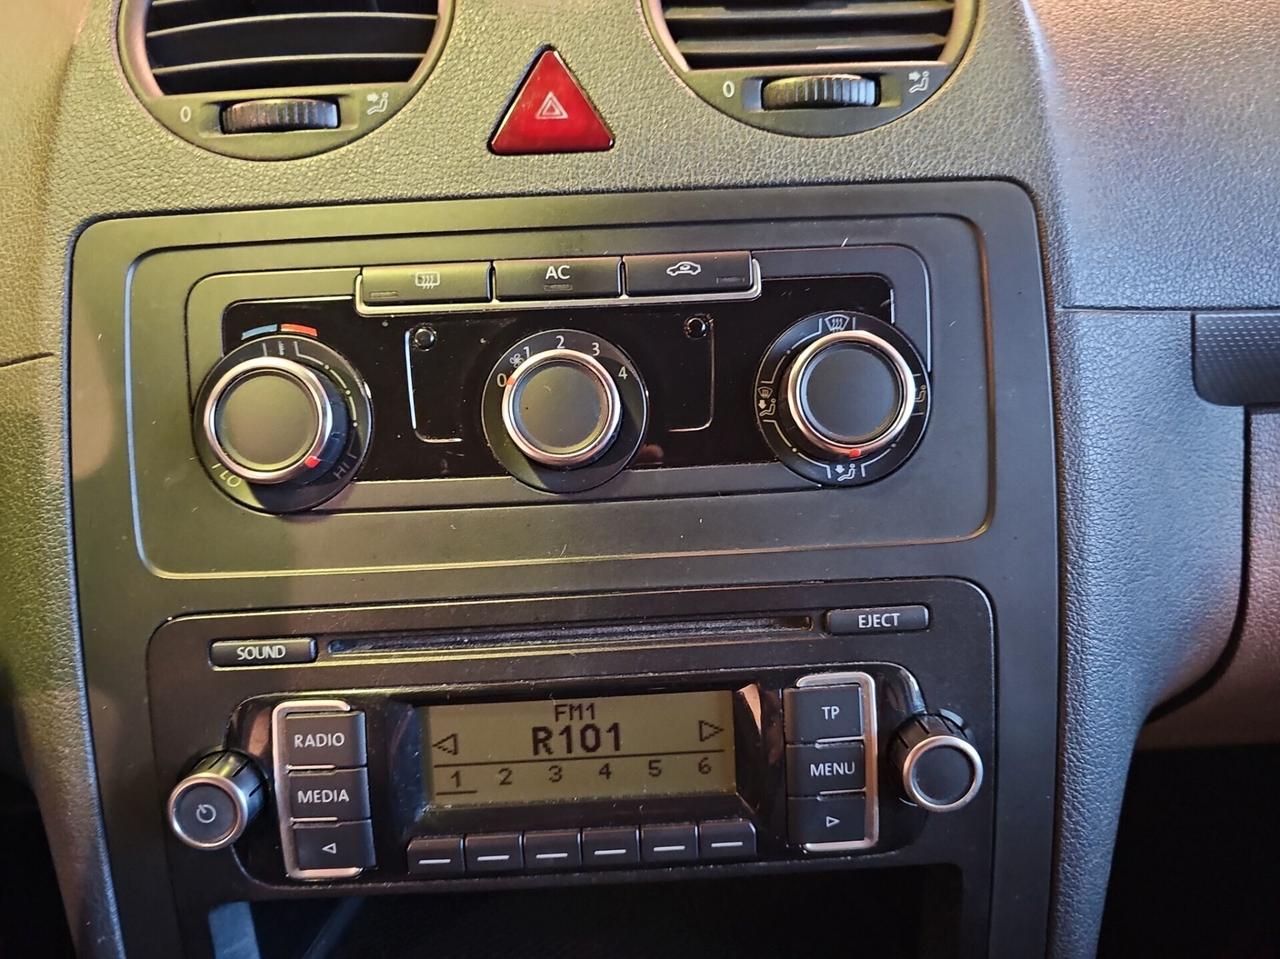 0
0
AC
0 1 2 3 4
LO
HI
SOUND
EJECT
FM1
R101
1 2 3 4 5 6
RADIO
MEDIA
TP
MENU